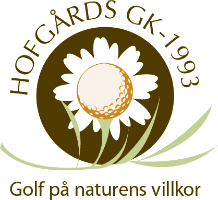 HOFGÅRDS GK-1993
Golf på naturens villkor